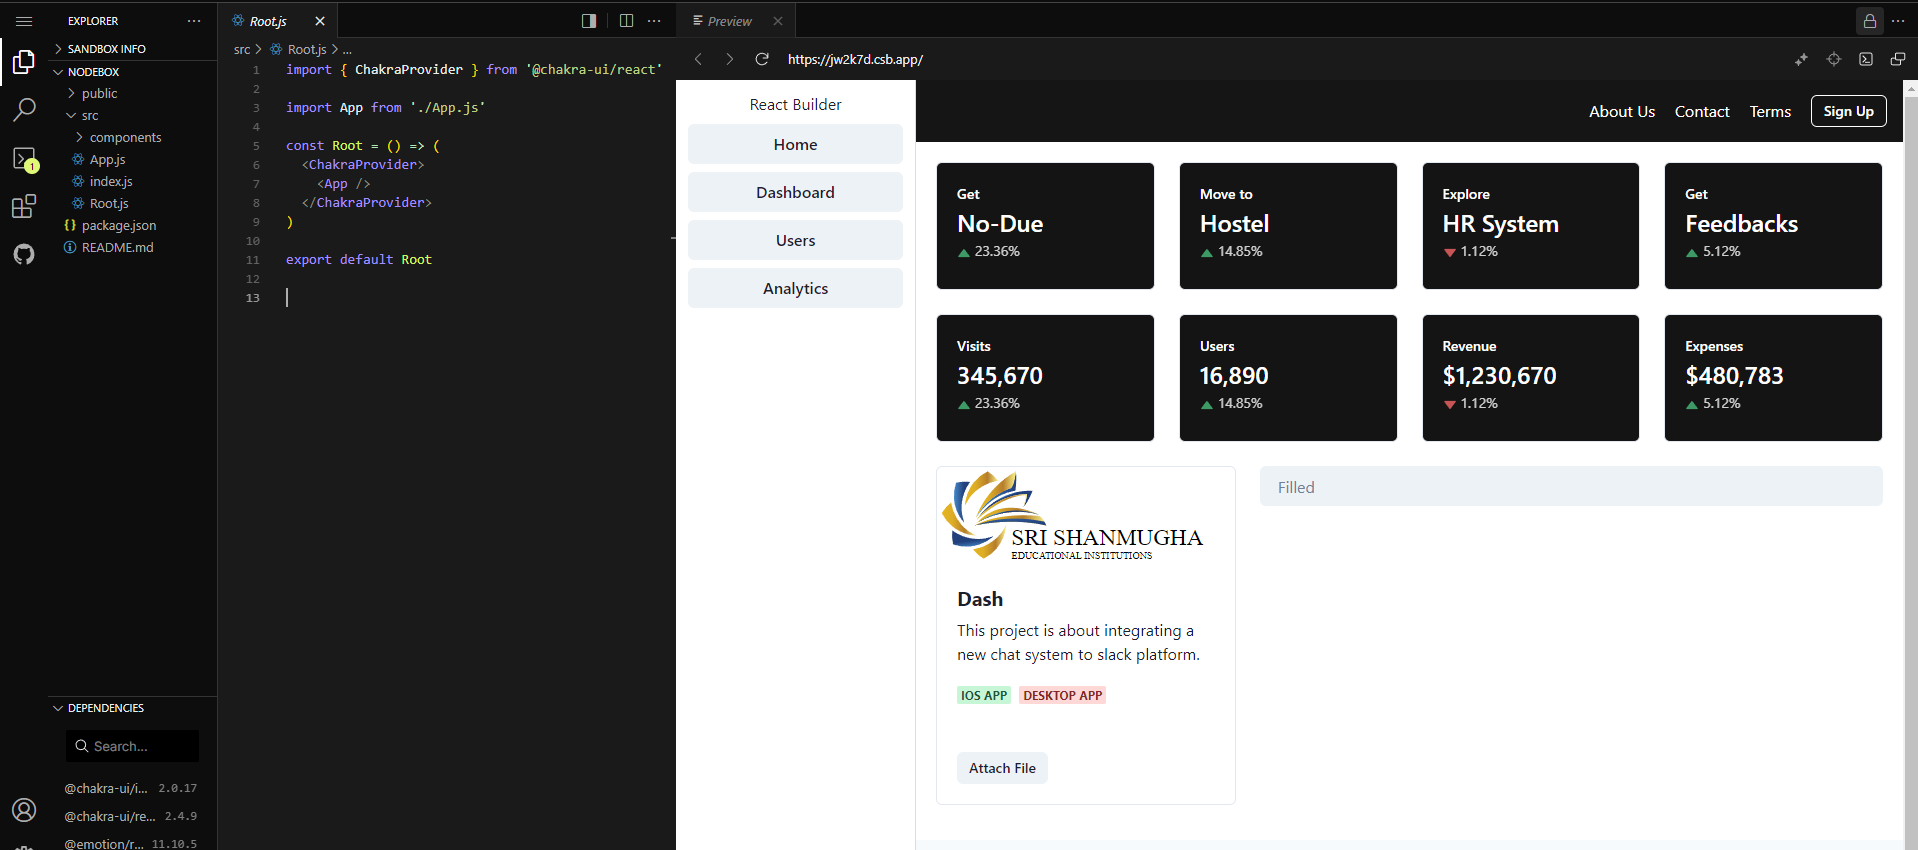 EXPLORER
SANDBOX INFO
NODEBOX
public
src
components
App.js
index.js
Root.js
package.json
README.md
1
DEPENDENCIES
Search...
@chakra-ui/i... 2.0.17
@chakra-ui/re... 2.4.9
@emotion/r... 11.10.5
Root.js
src > Root.js > ...
1 import { ChakraProvider } from '@chakra-ui/react'
2
3 import App from './App.js'
4
5 const Root = () => (
6 <ChakraProvider>
7 <App />
8 </ChakraProvider>
9 )
10
11 export default Root
12
13
Preview
https://jw2k7d.csb.app/
React Builder
Home
Dashboard
Users
Analytics
About Us Contact Terms Sign Up
Get
No-Due
23.36%
Move to
Hostel
14.85%
Explore
HR System
1.12%
Get
Feedbacks
5.12%
Visits
345,670
23.36%
Users
16,890
14.85%
Revenue
$1,230,670
1.12%
Expenses
$480,783
5.12%
SRI SHANMUGHA
EDUCATIONAL INSTITUTIONS
Dash
This project is about integrating a
new chat system to slack platform.
IOS APP DESKTOP APP
Attach File
Filled